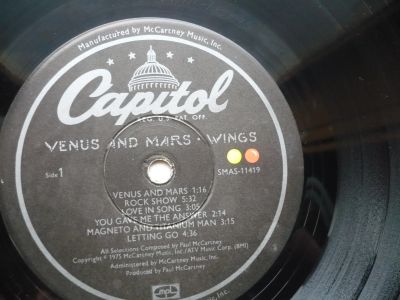 Manufactured by McCartney Music, Inc.
Capitol
REG. U.S. PAT. OFF.
VENUS AND MARS · WINGS
Side 1
SMAS-11419
VENUS AND MARS 1:16
ROCK SHOW 5:32
LOVE IN SONG 3:05
YOU GAVE ME THE ANSWER 2:14
MAGNETO AND TITANIUM MAN 3:15
LETTING GO 4:36
All Selections Composed by Paul McCartney
Copyright © 1975 McCartney Music, Inc./ATV Music Corp. (BMI)
Administered by McCartney Music, Inc.
Produced by Paul McCartney
mpl